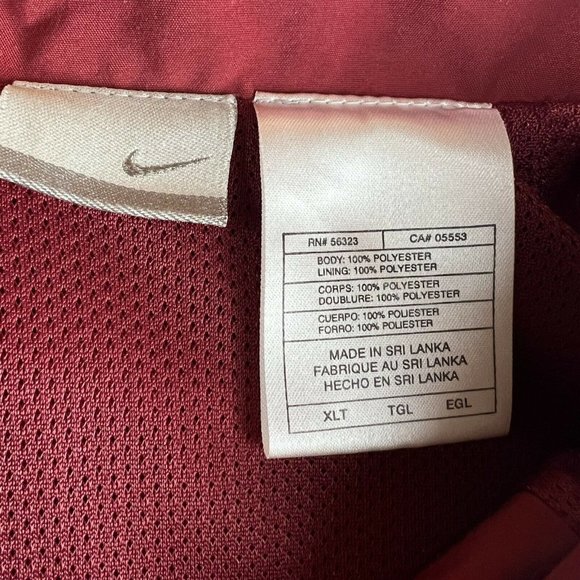 RN# 56323 CA# 05553
BODY: 100% POLYESTER
LINING: 100% POLYESTER
CORPS: 100% POLYESTER
DOUBLURE: 100% POLYESTER
CUERPO: 100% POLIESTER
FORRO: 100% POLIESTER
MADE IN SRI LANKA
FABRIQUE AU SRI LANKA
HECHO EN SRI LANKA
XLT TGL EGL